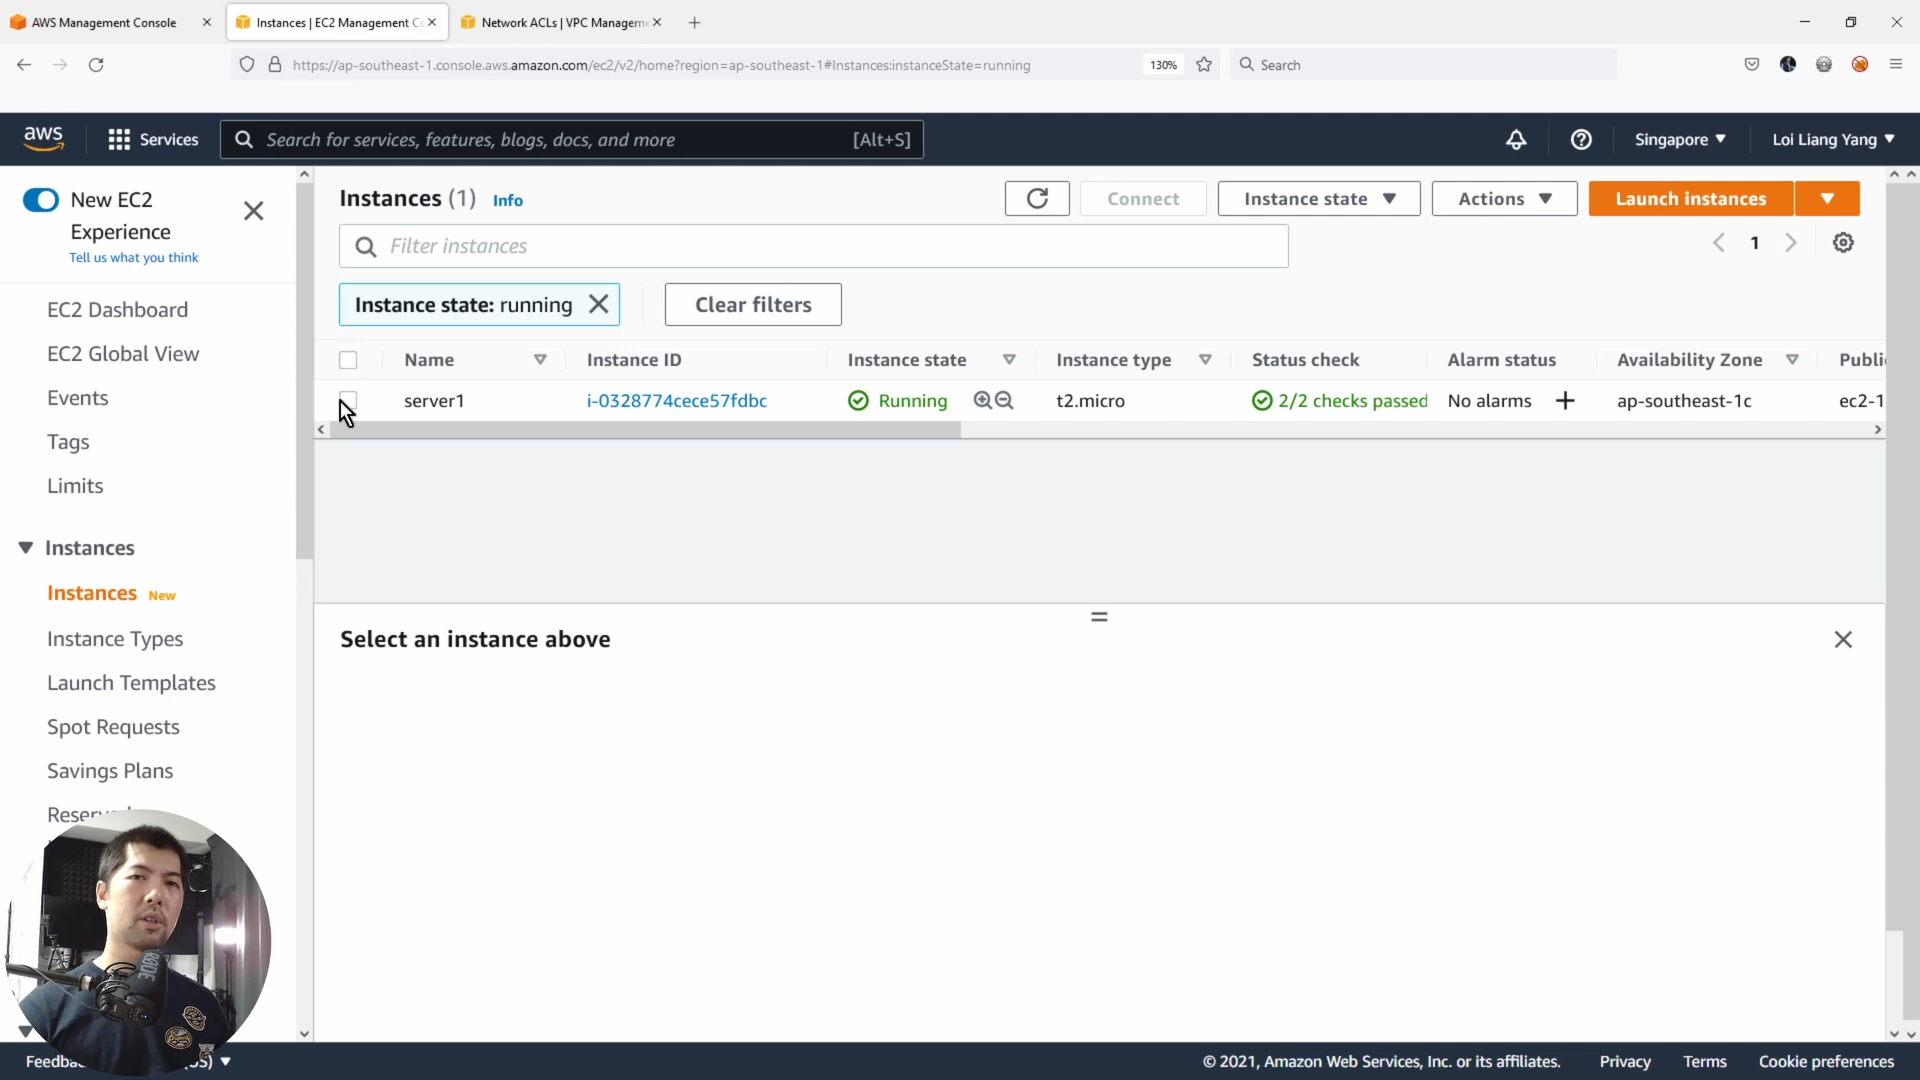 AWS Management Console
Instances | EC2 Management C
Network ACLs | VPC Managem
https://ap-southeast-1.console.aws.amazon.com/ec2/v2/home?region=ap-southeast-1#Instances:instanceState=running
130%
Search
aws
Services
Search for services, features, blogs, docs, and more
[Alt+S]
Singapore
Loi Liang Yang
New EC2
Experience
Tell us what you think
EC2 Dashboard
EC2 Global View
Events
Tags
Limits
Instances
Instances New
Instance Types
Launch Templates
Spot Requests
Savings Plans
Instances (1) Info
Connect
Instance state
Actions
Launch instances
Filter instances
1
Instance state: running
Clear filters
Name
Instance ID
Instance state
Instance type
Status check
Alarm status
Availability Zone
Publi
server1
i-0328774cece57fdbc
Running
t2.micro
2/2 checks passed
No alarms
ap-southeast-1c
ec2-1
Select an instance above
RØDE
© 2021, Amazon Web Services, Inc. or its affiliates.
Privacy
Terms
Cookie preferences